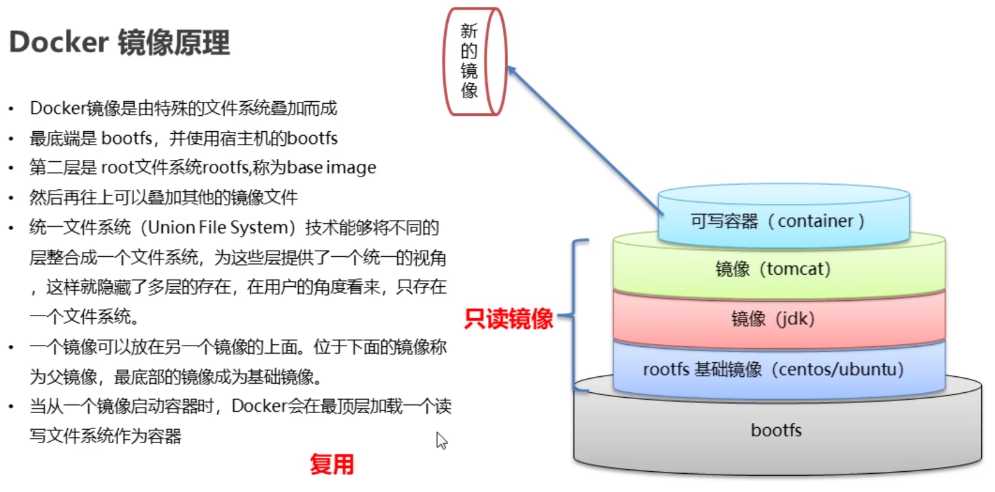 Docker 镜像原理
• Docker镜像是由特殊的文件系统叠加而成
• 最底端是 bootfs，并使用宿主机的bootfs
• 第二层是 root文件系统rootfs,称为base image
• 然后再往上可以叠加其他的镜像文件
• 统一文件系统（Union File System）技术能够将不同的
层整合成一个文件系统，为这些层提供了一个统一的视角
，这样就隐藏了多层的存在，在用户的角度看来，只存在
一个文件系统。
• 一个镜像可以放在另一个镜像的上面。位于下面的镜像称
为父镜像，最底部的镜像成为基础镜像。
• 当从一个镜像启动容器时，Docker会在最顶层加载一个读
写文件系统作为容器
复用
新的镜像
可写容器（container ）
镜像（tomcat）
只读镜像
镜像（jdk）
rootfs 基础镜像（centos/ubuntu）
bootfs